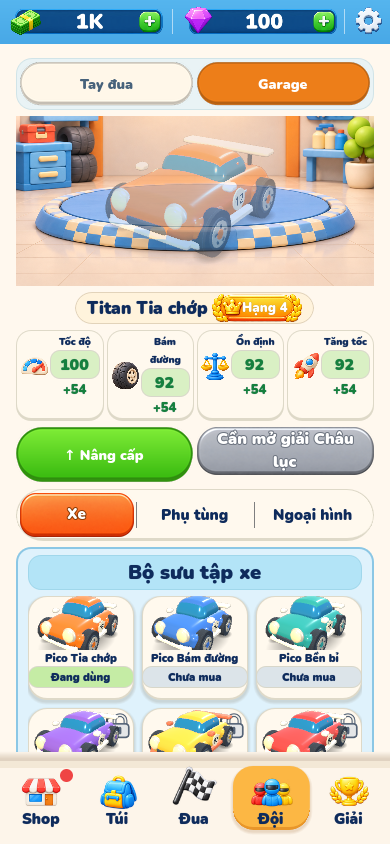 1K
100
Tay đua
Garage
13
Titan Tia chớp
Hạng 4
Tốc độ
100
+54
Bám đường
92
+54
Ổn định
92
+54
Tăng tốc
92
+54
↑ Nâng cấp
Cần mở giải Châu
lục
Xe
Phụ tùng
Ngoại hình
Bộ sưu tập xe
Pico Tia chớp
Đang dùng
Pico Bám đường
Chưa mua
Pico Bền bỉ
Chưa mua
Shop
Túi
Đua
Đội
Giải